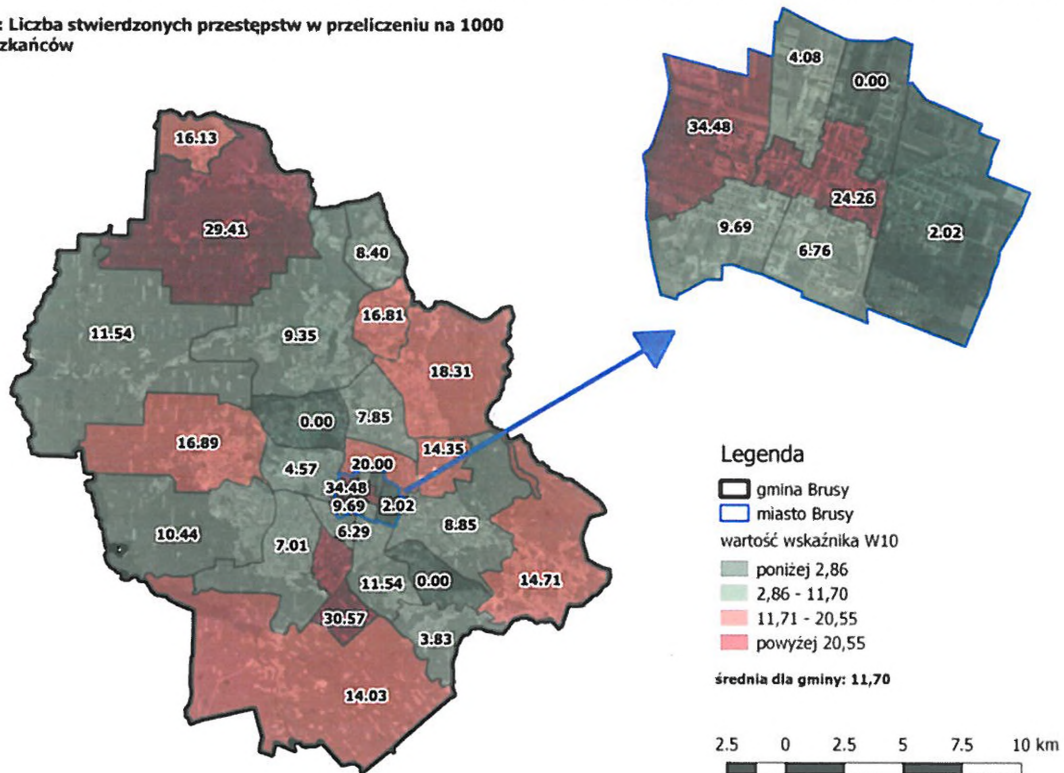 : Liczba stwierdzonych przestępstw w przeliczeniu na 1000
zkańców
4.08
0.00
34.48
24.26
9.69
6.76
2.02
16.13
29.41
8.40
16.81
11.54
9.35
18.31
0.00
7.85
16.89
14.35
20.00
4.57
34.48
9.69
2.02
6.29
8.85
10.44
7.01
11.54
0.00
14.71
30.57
3.83
14.03
Legenda
gmina Brusy
miasto Brusy
wartość wskaźnika W10
poniżej 2,86
2,86 - 11,70
11,71 - 20,55
powyżej 20,55
średnia dla gminy: 11,70
2.5 0 2.5 5 7.5 10 km